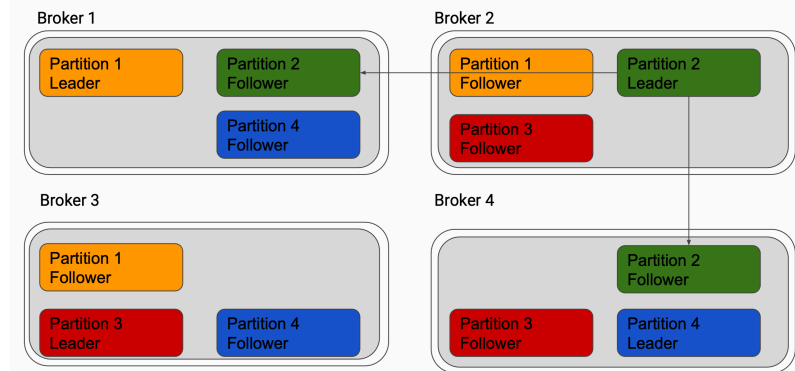 Broker 1
Partition 1
Leader
Partition 2
Follower
Partition 4
Follower
Broker 2
Partition 1
Follower
Partition 2
Leader
Partition 3
Follower
Broker 3
Partition 1
Follower
Partition 3
Leader
Partition 4
Follower
Broker 4
Partition 2
Follower
Partition 3
Follower
Partition 4
Leader